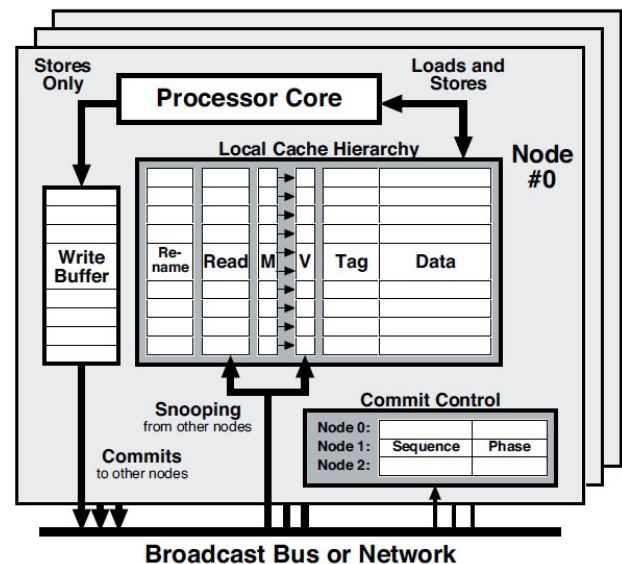 Stores
Only
Processor Core
Loads and
Stores
Local Cache Hierarchy
Node
#0
Write
Buffer
Re-
name
Read
M
V
Tag
Data
Snooping
from other nodes
Commits
to other nodes
Commit Control
Node 0:
Node 1:
Sequence
Phase
Node 2:
Broadcast Bus or Network